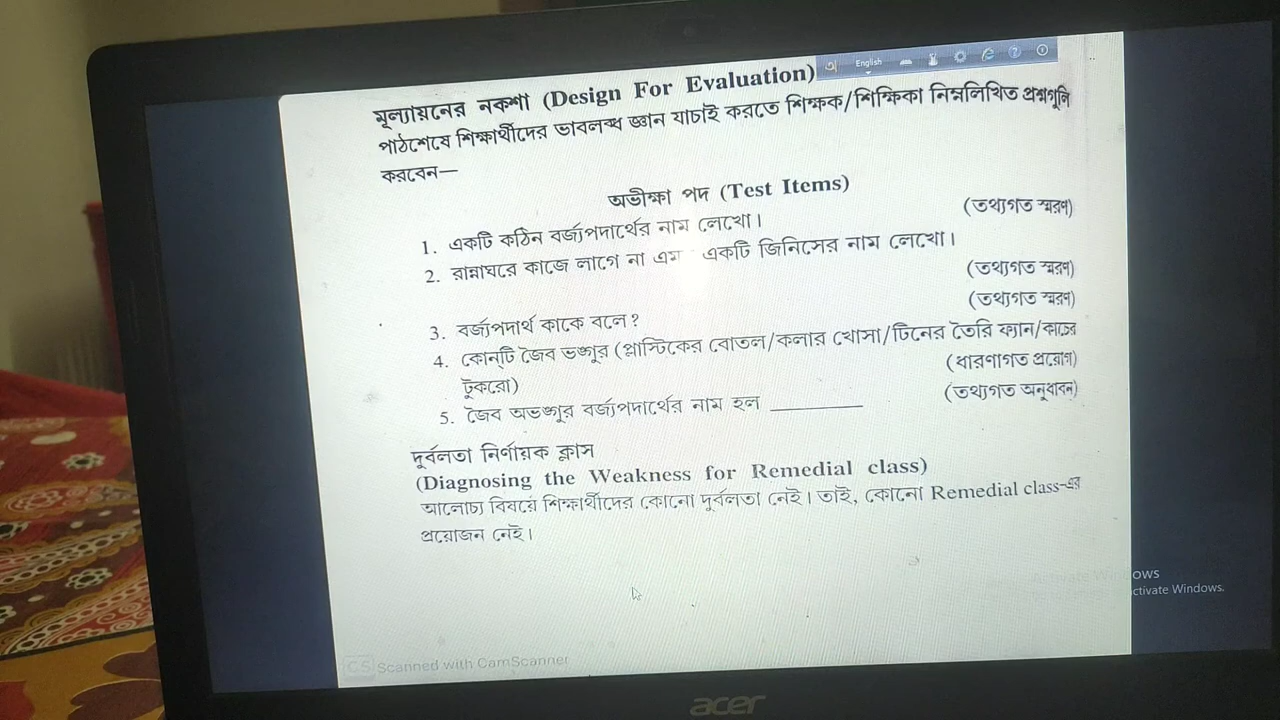 মূল্যায়নের নকশা (Design For Evaluation)
English
পাঠশেষে শিক্ষার্থীদের ভাবলব্ধ জ্ঞান যাচাই করতে শিক্ষক/শিক্ষিকা নিম্নলিখিত প্রশ্নগুলি
করবেন—
অভীক্ষা পদ (Test Items)
1. একটি কঠিন বর্জ্যপদার্থের নাম লেখো। (তথ্যগত স্মরণ)
2. রান্নাঘরে কাজে লাগে না এম একটি জিনিসের নাম লেখো।
(তথ্যগত স্মরণ)
3. বর্জ্যপদার্থ কাকে বলে? (তথ্যগত স্মরণ)
4. কোন্‌টি জৈব ভঙ্গুর (প্লাস্টিকের বোতল/কলার খোসা/টিনের তৈরি ক্যান/কাচের
টুকরো) (ধারণাগত প্রয়োগ)
5. জৈব অভঙ্গুর বর্জ্যপদার্থের নাম হল ________ (তথ্যগত অনুধাবন)
দুর্বলতা নির্ণায়ক ক্লাস
(Diagnosing the Weakness for Remedial class)
আলোচ্য বিষয়ে শিক্ষার্থীদের কোনো দুর্বলতা নেই। তাই, কোনো Remedial class-এর
প্রয়োজন নেই।
CS Scanned with CamScanner
acer